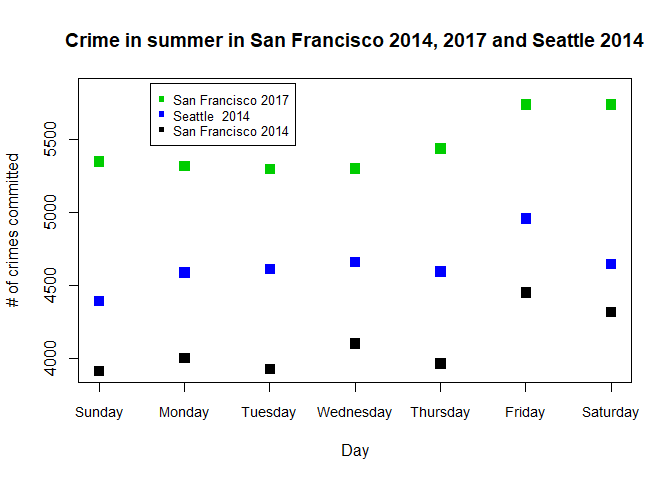 Crime in summer in San Francisco 2014, 2017 and Seattle 2014
San Francisco 2017
Seattle  2014
San Francisco 2014
# of crimes committed
5500
5000
4500
4000
Sunday Monday Tuesday Wednesday Thursday Friday Saturday
Day